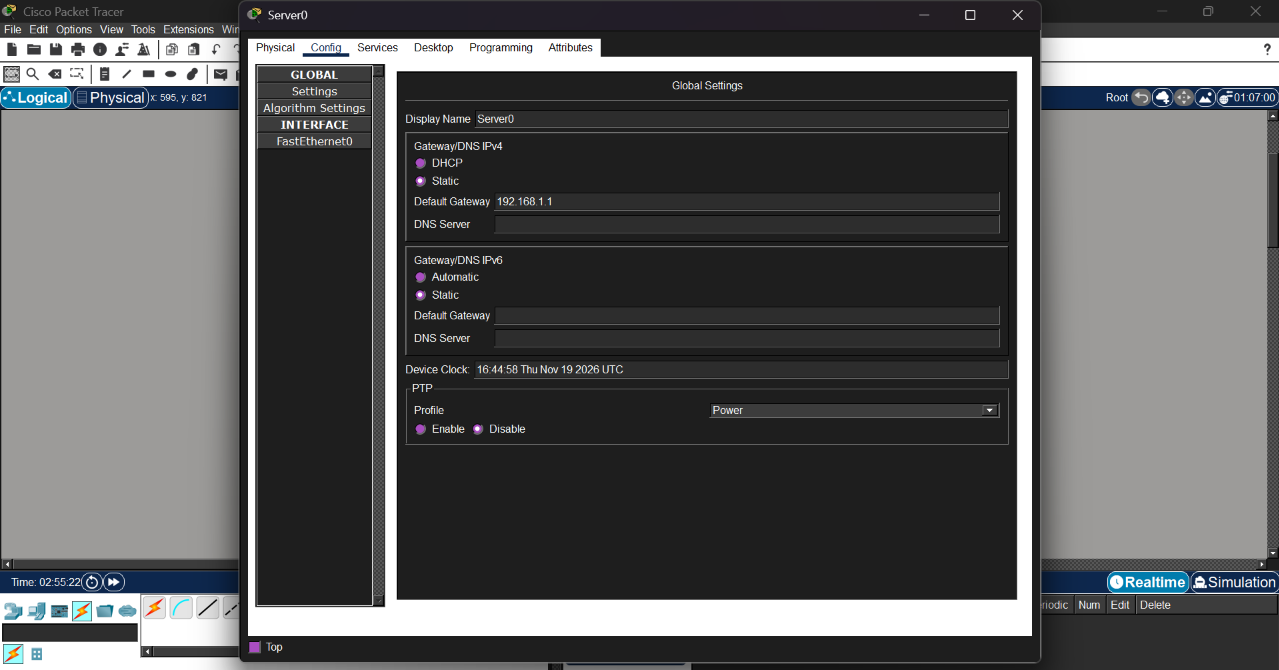 Cisco Packet Tracer
File Edit Options View Tools Extensions Win
?
Logical Physical x: 595, y: 821
Root 01:07:00
Server0
Physical Config Services Desktop Programming Attributes
GLOBAL
Settings
Algorithm Settings
INTERFACE
FastEthernet0
Global Settings
Display Name Server0
Gateway/DNS IPv4
DHCP
Static
Default Gateway 192.168.1.1
DNS Server
Gateway/DNS IPv6
Automatic
Static
Default Gateway
DNS Server
Device Clock: 16:44:58 Thu Nov 19 2026 UTC
PTP
Profile Power
Enable Disable
Top
Time: 02:55:22
Realtime Simulation
riodic Num Edit Delete